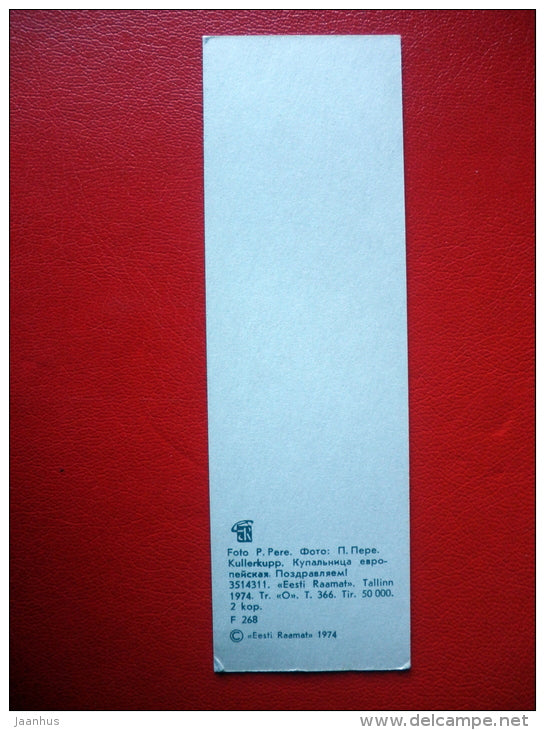 Foto P. Pere. Фото: П. Пере.
Kullerkupp. Купальница евро-
пейская. Поздравляем!
3514311. «Eesti Raamat». Tallinn
1974. Tr. «O». T. 366. Tir. 50 000.
2 kop.
F 268
© «Eesti Raamat» 1974
jaanhus
www.delcampe.net